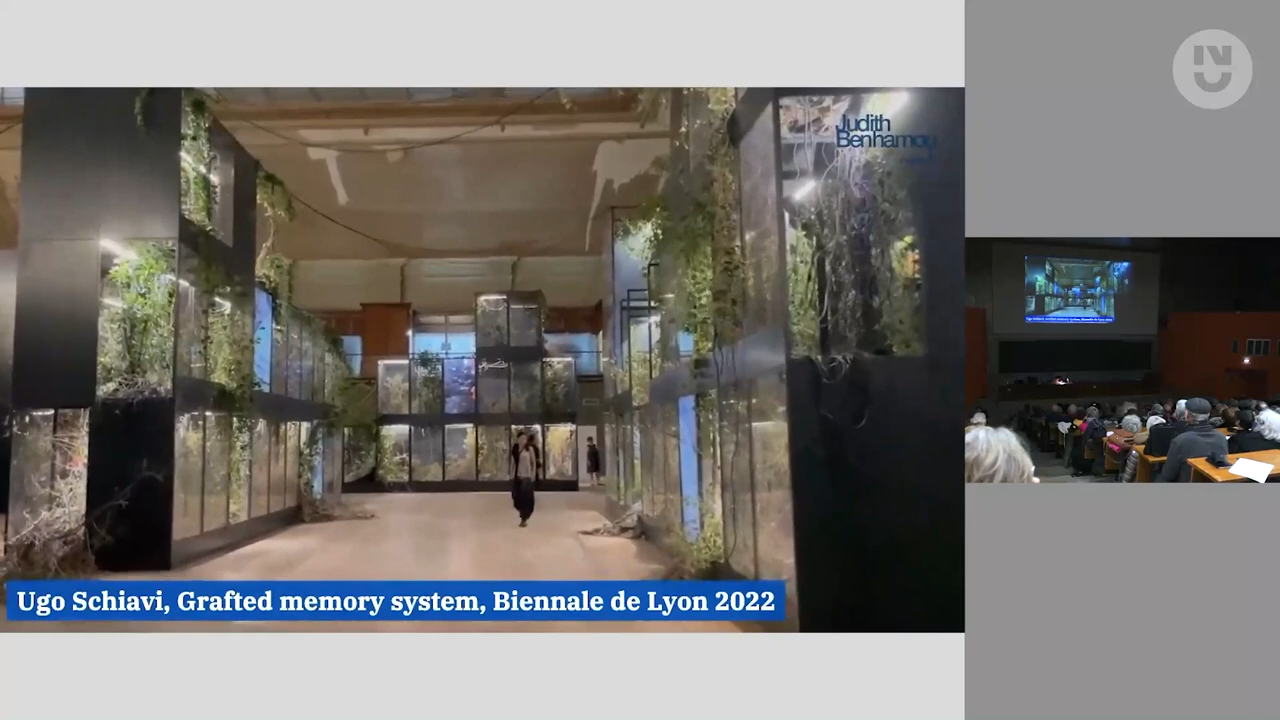 Judith
Benhamou
Ugo Schiavi, Grafted memory system, Biennale de Lyon 2022